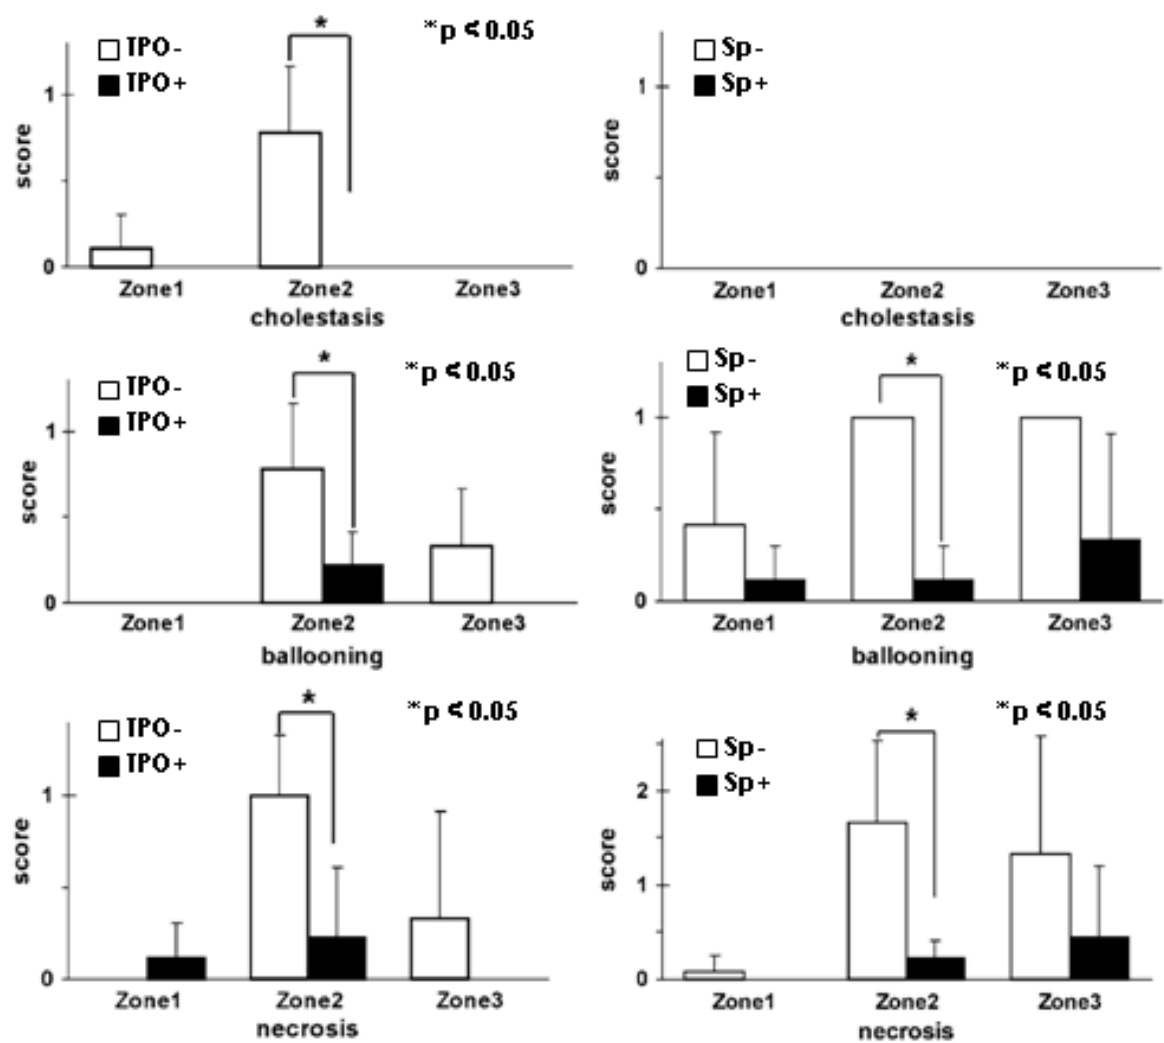 TPO-
TPO+
*
*p < 0.05
score
1
0
Zone1 Zone2 Zone3
cholestasis
Sp-
Sp+
score
1
0
Zone1 Zone2 Zone3
cholestasis
TPO-
TPO+
*
*p < 0.05
score
1
0
Zone1 Zone2 Zone3
ballooning
Sp-
Sp+
*
*p < 0.05
score
1
0
Zone1 Zone2 Zone3
ballooning
TPO-
TPO+
*
*p < 0.05
score
1
0
Zone1 Zone2 Zone3
necrosis
Sp-
Sp+
*
*p < 0.05
score
2
1
0
Zone1 Zone2 Zone3
necrosis